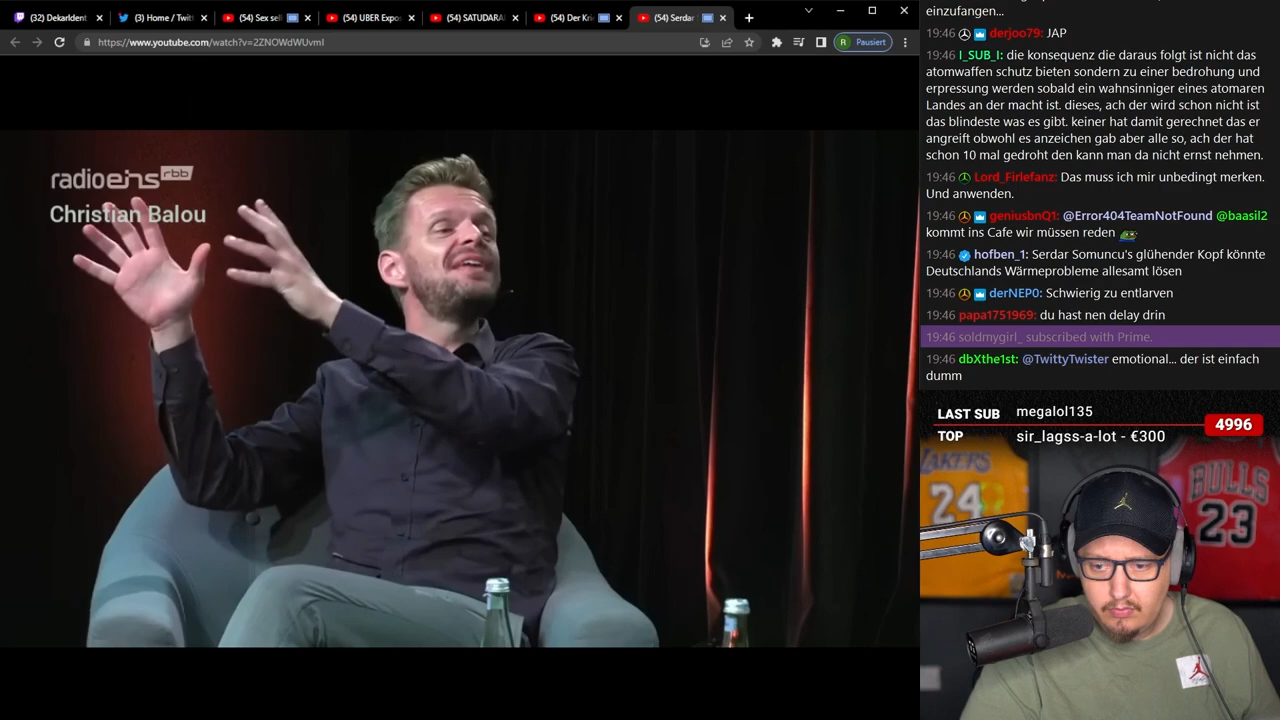 (32) DekarIdent
(3) Home / Twitt
(54) Sex sell
(54) UBER Expos
(54) SATUDARA
(54) Der Krie
(54) Serdar
https://www.youtube.com/watch?v=2ZNOWdWUvmI
R Pausiert
radioeins rbb
Christian Balou
einzufangen...
19:46 derjoo79: JAP
19:46 I_SUB_I: die konsequenz die daraus folgt ist nicht das
atomwaffen schutz bieten sondern zu einer bedrohung und
erpressung werden sobald ein wahnsinniger eines atomaren
Landes an der macht ist. dieses, ach der wird schon nicht ist
das blindeste was es gibt. keiner hat damit gerechnet das er
angreift obwohl es anzeichen gab aber alle so, ach der hat
schon 10 mal gedroht den kann man da nicht ernst nehmen.
19:46 Lord_Firlefanz: Das muss ich mir unbedingt merken.
Und anwenden.
19:46 geniusbnQ1: @Error404TeamNotFound @baasil2
kommt ins Cafe wir müssen reden
19:46 hofben_1: Serdar Somuncu's glühender Kopf könnte
Deutschlands Wärmeprobleme allesamt lösen
19:46 derNEP0: Schwierig zu entlarven
19:46 papa1751969: du hast nen delay drin
19:46 soldmygirl_ subscribed with Prime.
19:46 dbXthe1st: @TwittyTwister emotional... der ist einfach
dumm
LAST SUB megalol135
4996
TOP sir_lagss-a-lot - €300
LAKERS
24
BULLS
23